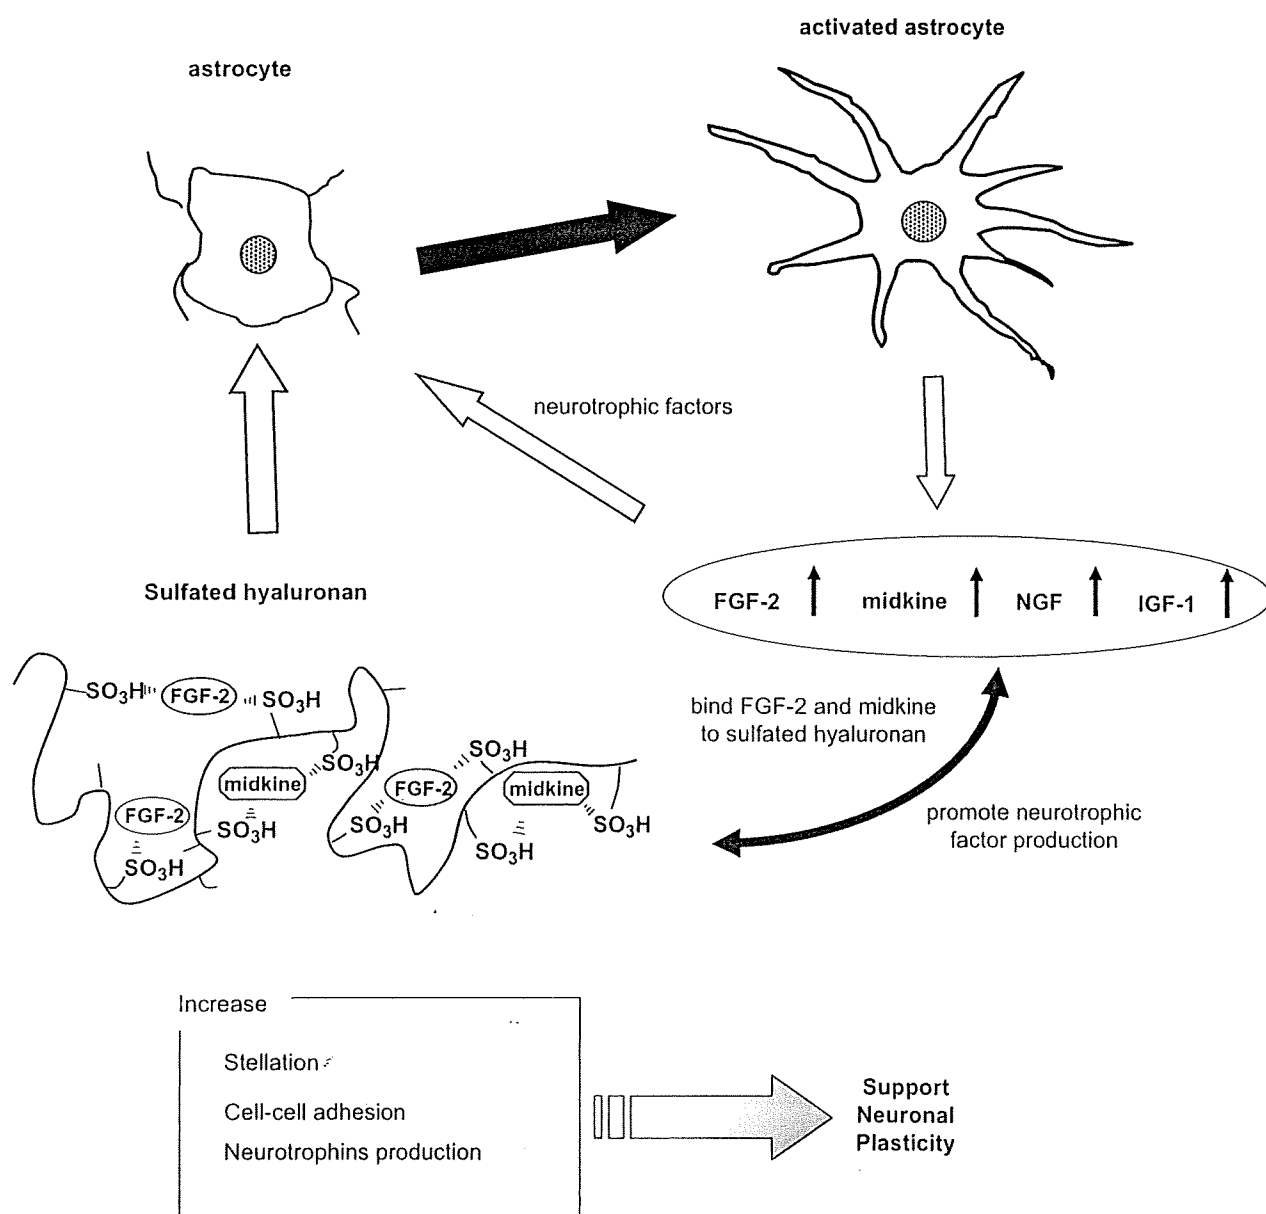 activated astrocyte
astrocyte
neurotrophic factors
Sulfated hyaluronan
FGF-2 midkine NGF IGF-1
SO3H FGF-2 SO3H
bind FGF-2 and midkine
to sulfated hyaluronan
SO3H SO3H
midkine FGF-2 midkine
FGF-2 SO3H SO3H SO3H
promote neurotrophic
factor production
SO3H SO3H
Increase
Stellation
Cell-cell adhesion
Neurotrophins production
Support
Neuronal
Plasticity